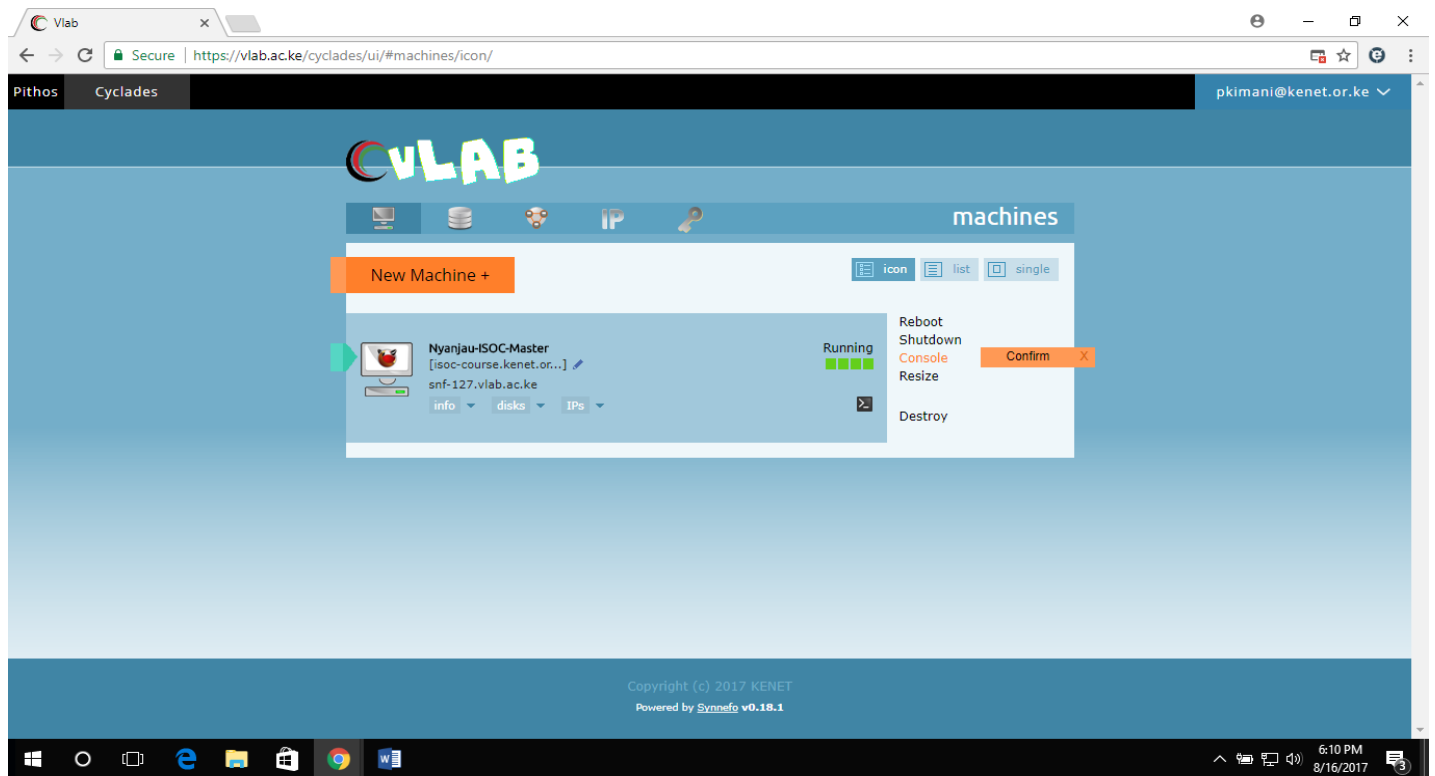 Vlab
Secure | https://vlab.ac.ke/cyclades/ui/#machines/icon/
Pithos Cyclades pkimani@kenet.or.ke
vLAB
IP machines
New Machine + icon list single
Nyanjau-ISOC-Master
[isoc-course.kenet.or...]
snf-127.vlab.ac.ke
info disks IPs
Running
Reboot
Shutdown
Console Confirm X
Resize
Destroy
Copyright (c) 2017 KENET
Powered by Synnefo v0.18.1
6:10 PM
8/16/2017
3